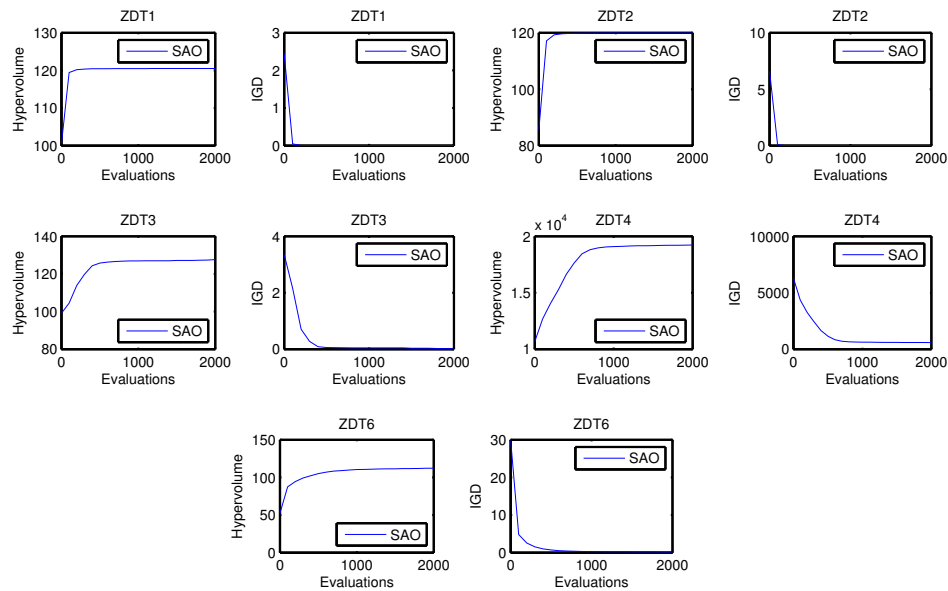 ZDT1
Hypervolume
130
120
110
100
0
1000
2000
Evaluations
SAO
ZDT1
IGD
3
2
1
0
0
1000
2000
Evaluations
SAO
ZDT2
Hypervolume
120
100
80
0
1000
2000
Evaluations
SAO
ZDT2
IGD
10
5
0
0
1000
2000
Evaluations
SAO
ZDT3
Hypervolume
140
120
100
80
0
1000
2000
Evaluations
SAO
ZDT3
IGD
4
2
0
0
1000
2000
Evaluations
SAO
x 10^4
ZDT4
Hypervolume
2
1.5
1
0
1000
2000
Evaluations
SAO
ZDT4
IGD
10000
5000
0
0
1000
2000
Evaluations
SAO
ZDT6
Hypervolume
150
100
50
0
0
1000
2000
Evaluations
SAO
ZDT6
IGD
30
20
10
0
0
1000
2000
Evaluations
SAO